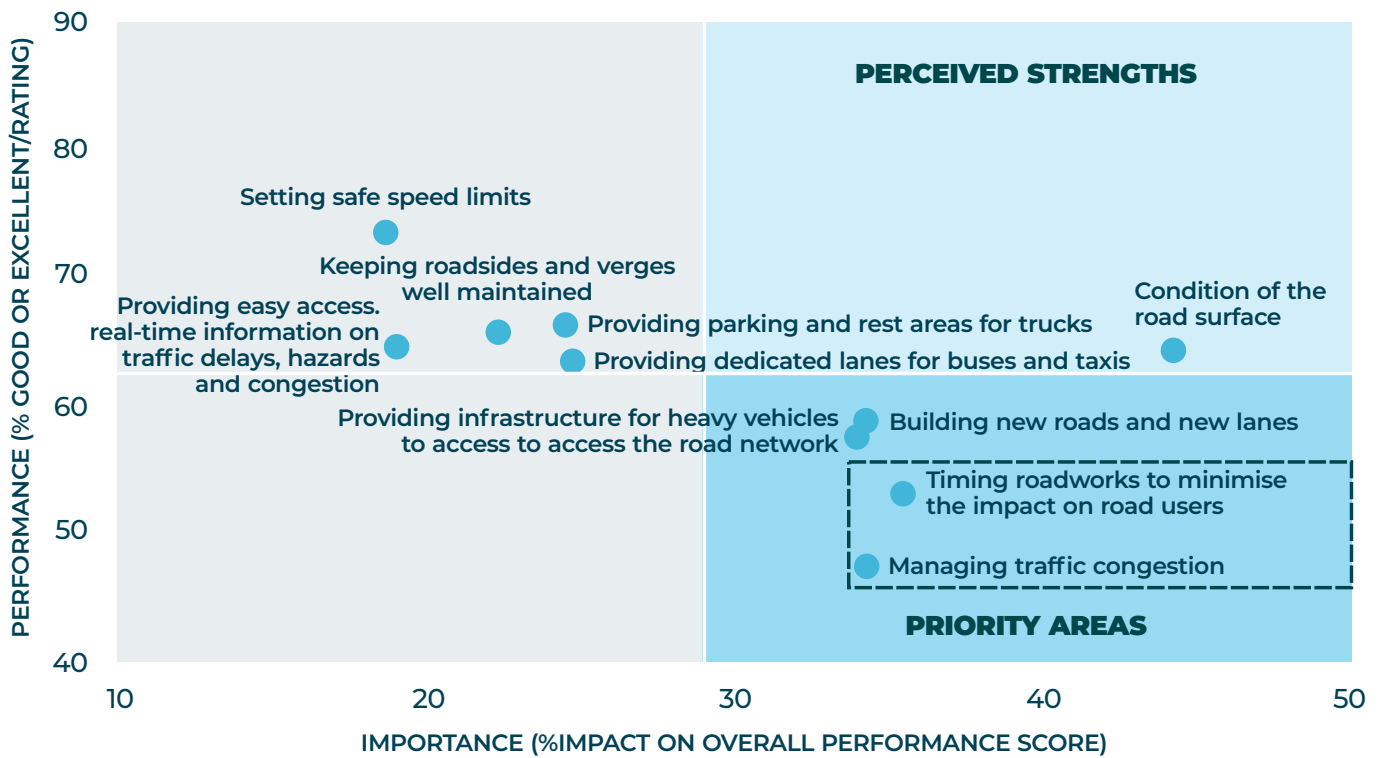 PERFORMANCE (% GOOD OR EXCELLENT/RATING)
90
80
70
60
50
40
PERCEIVED STRENGTHS
Setting safe speed limits
Keeping roadsides and verges
well maintained
Providing easy access.
real-time information on
traffic delays, hazards
and congestion
Providing parking and rest areas for trucks
Providing dedicated lanes for buses and taxis
Condition of the
road surface
Providing infrastructure for heavy vehicles
to access to access the road network
Building new roads and new lanes
Timing roadworks to minimise
the impact on road users
Managing traffic congestion
PRIORITY AREAS
10
20
30
40
50
IMPORTANCE (%IMPACT ON OVERALL PERFORMANCE SCORE)